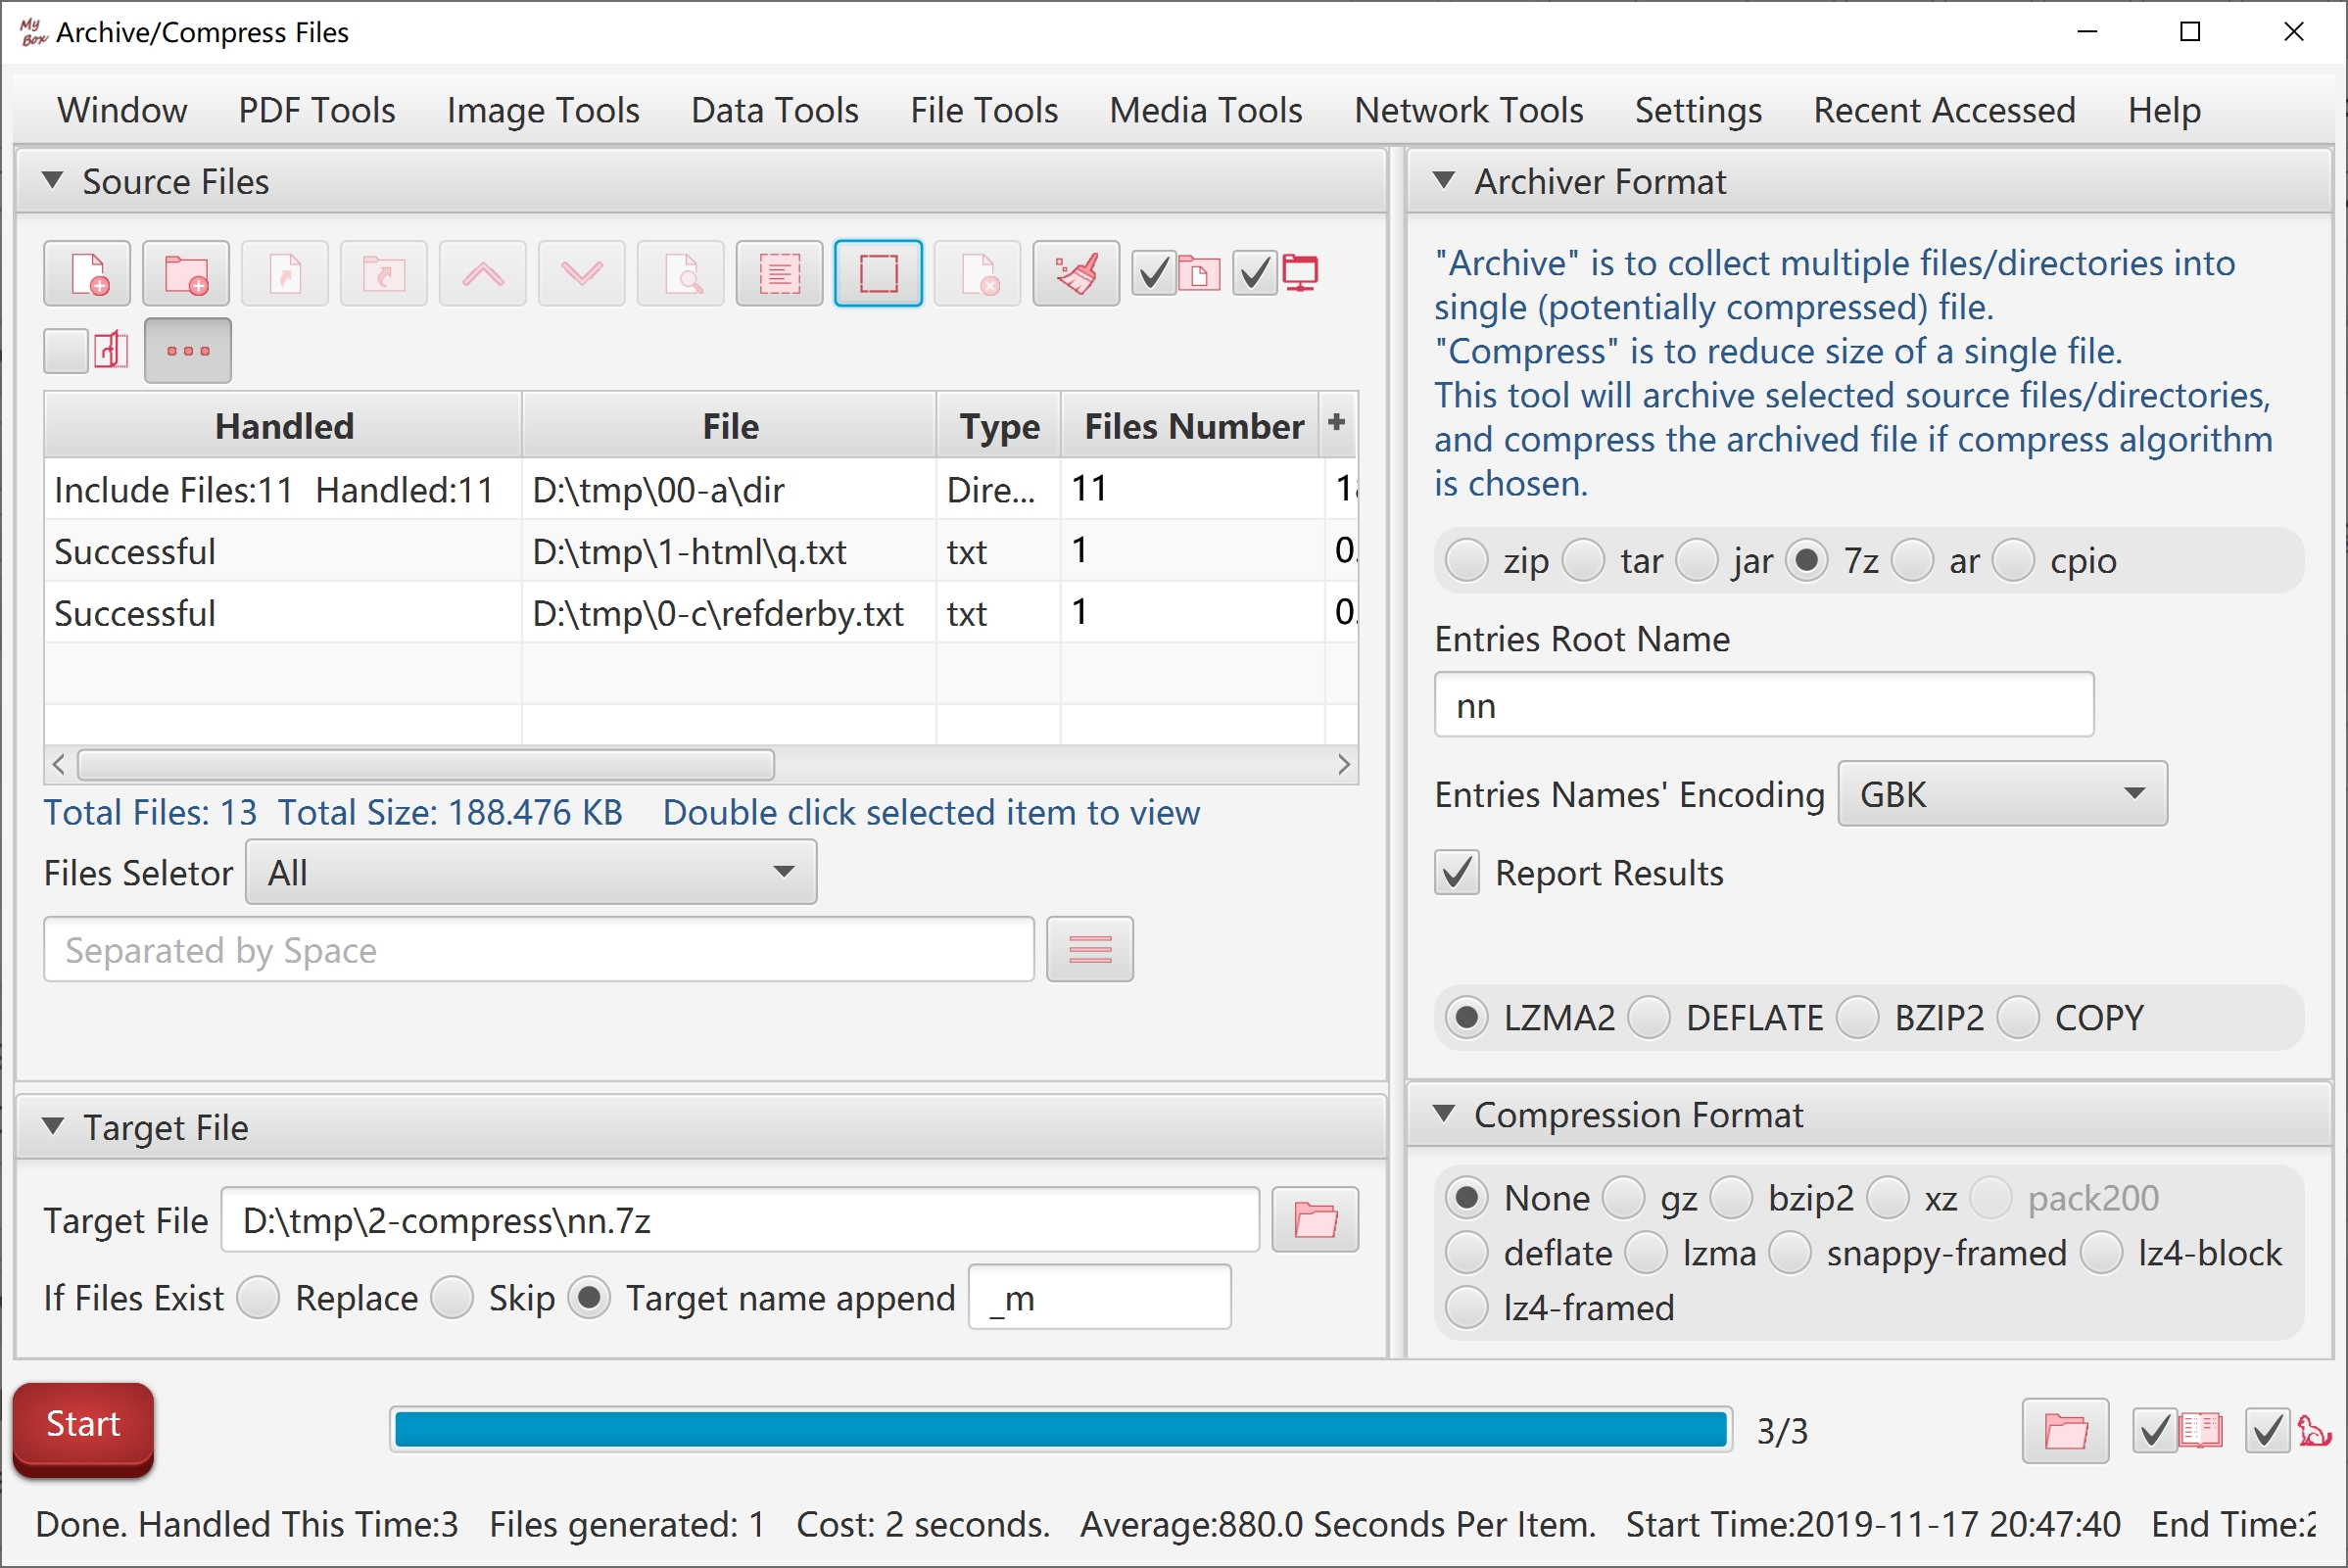 My Box Archive/Compress Files
Window PDF Tools Image Tools Data Tools File Tools Media Tools Network Tools Settings Recent Accessed Help
Source Files
Handled File Type Files Number +
Include Files:11 Handled:11 D:\tmp\00-a\dir Dire... 11
Successful D:\tmp\1-html\q.txt txt 1 0.
Successful D:\tmp\0-c\refderby.txt txt 1 0.
Total Files: 13 Total Size: 188.476 KB Double click selected item to view
Files Seletor All
Separated by Space
Target File
Target File D:\tmp\2-compress\nn.7z
If Files Exist Replace Skip Target name append _m
Archiver Format
"Archive" is to collect multiple files/directories into
single (potentially compressed) file.
"Compress" is to reduce size of a single file.
This tool will archive selected source files/directories,
and compress the archived file if compress algorithm
is chosen.
zip tar jar 7z ar cpio
Entries Root Name
nn
Entries Names' Encoding GBK
Report Results
LZMA2 DEFLATE BZIP2 COPY
Compression Format
None gz bzip2 xz pack200
deflate lzma snappy-framed lz4-block
lz4-framed
Start 3/3
Done. Handled This Time:3 Files generated: 1 Cost: 2 seconds. Average:880.0 Seconds Per Item. Start Time:2019-11-17 20:47:40 End Time: